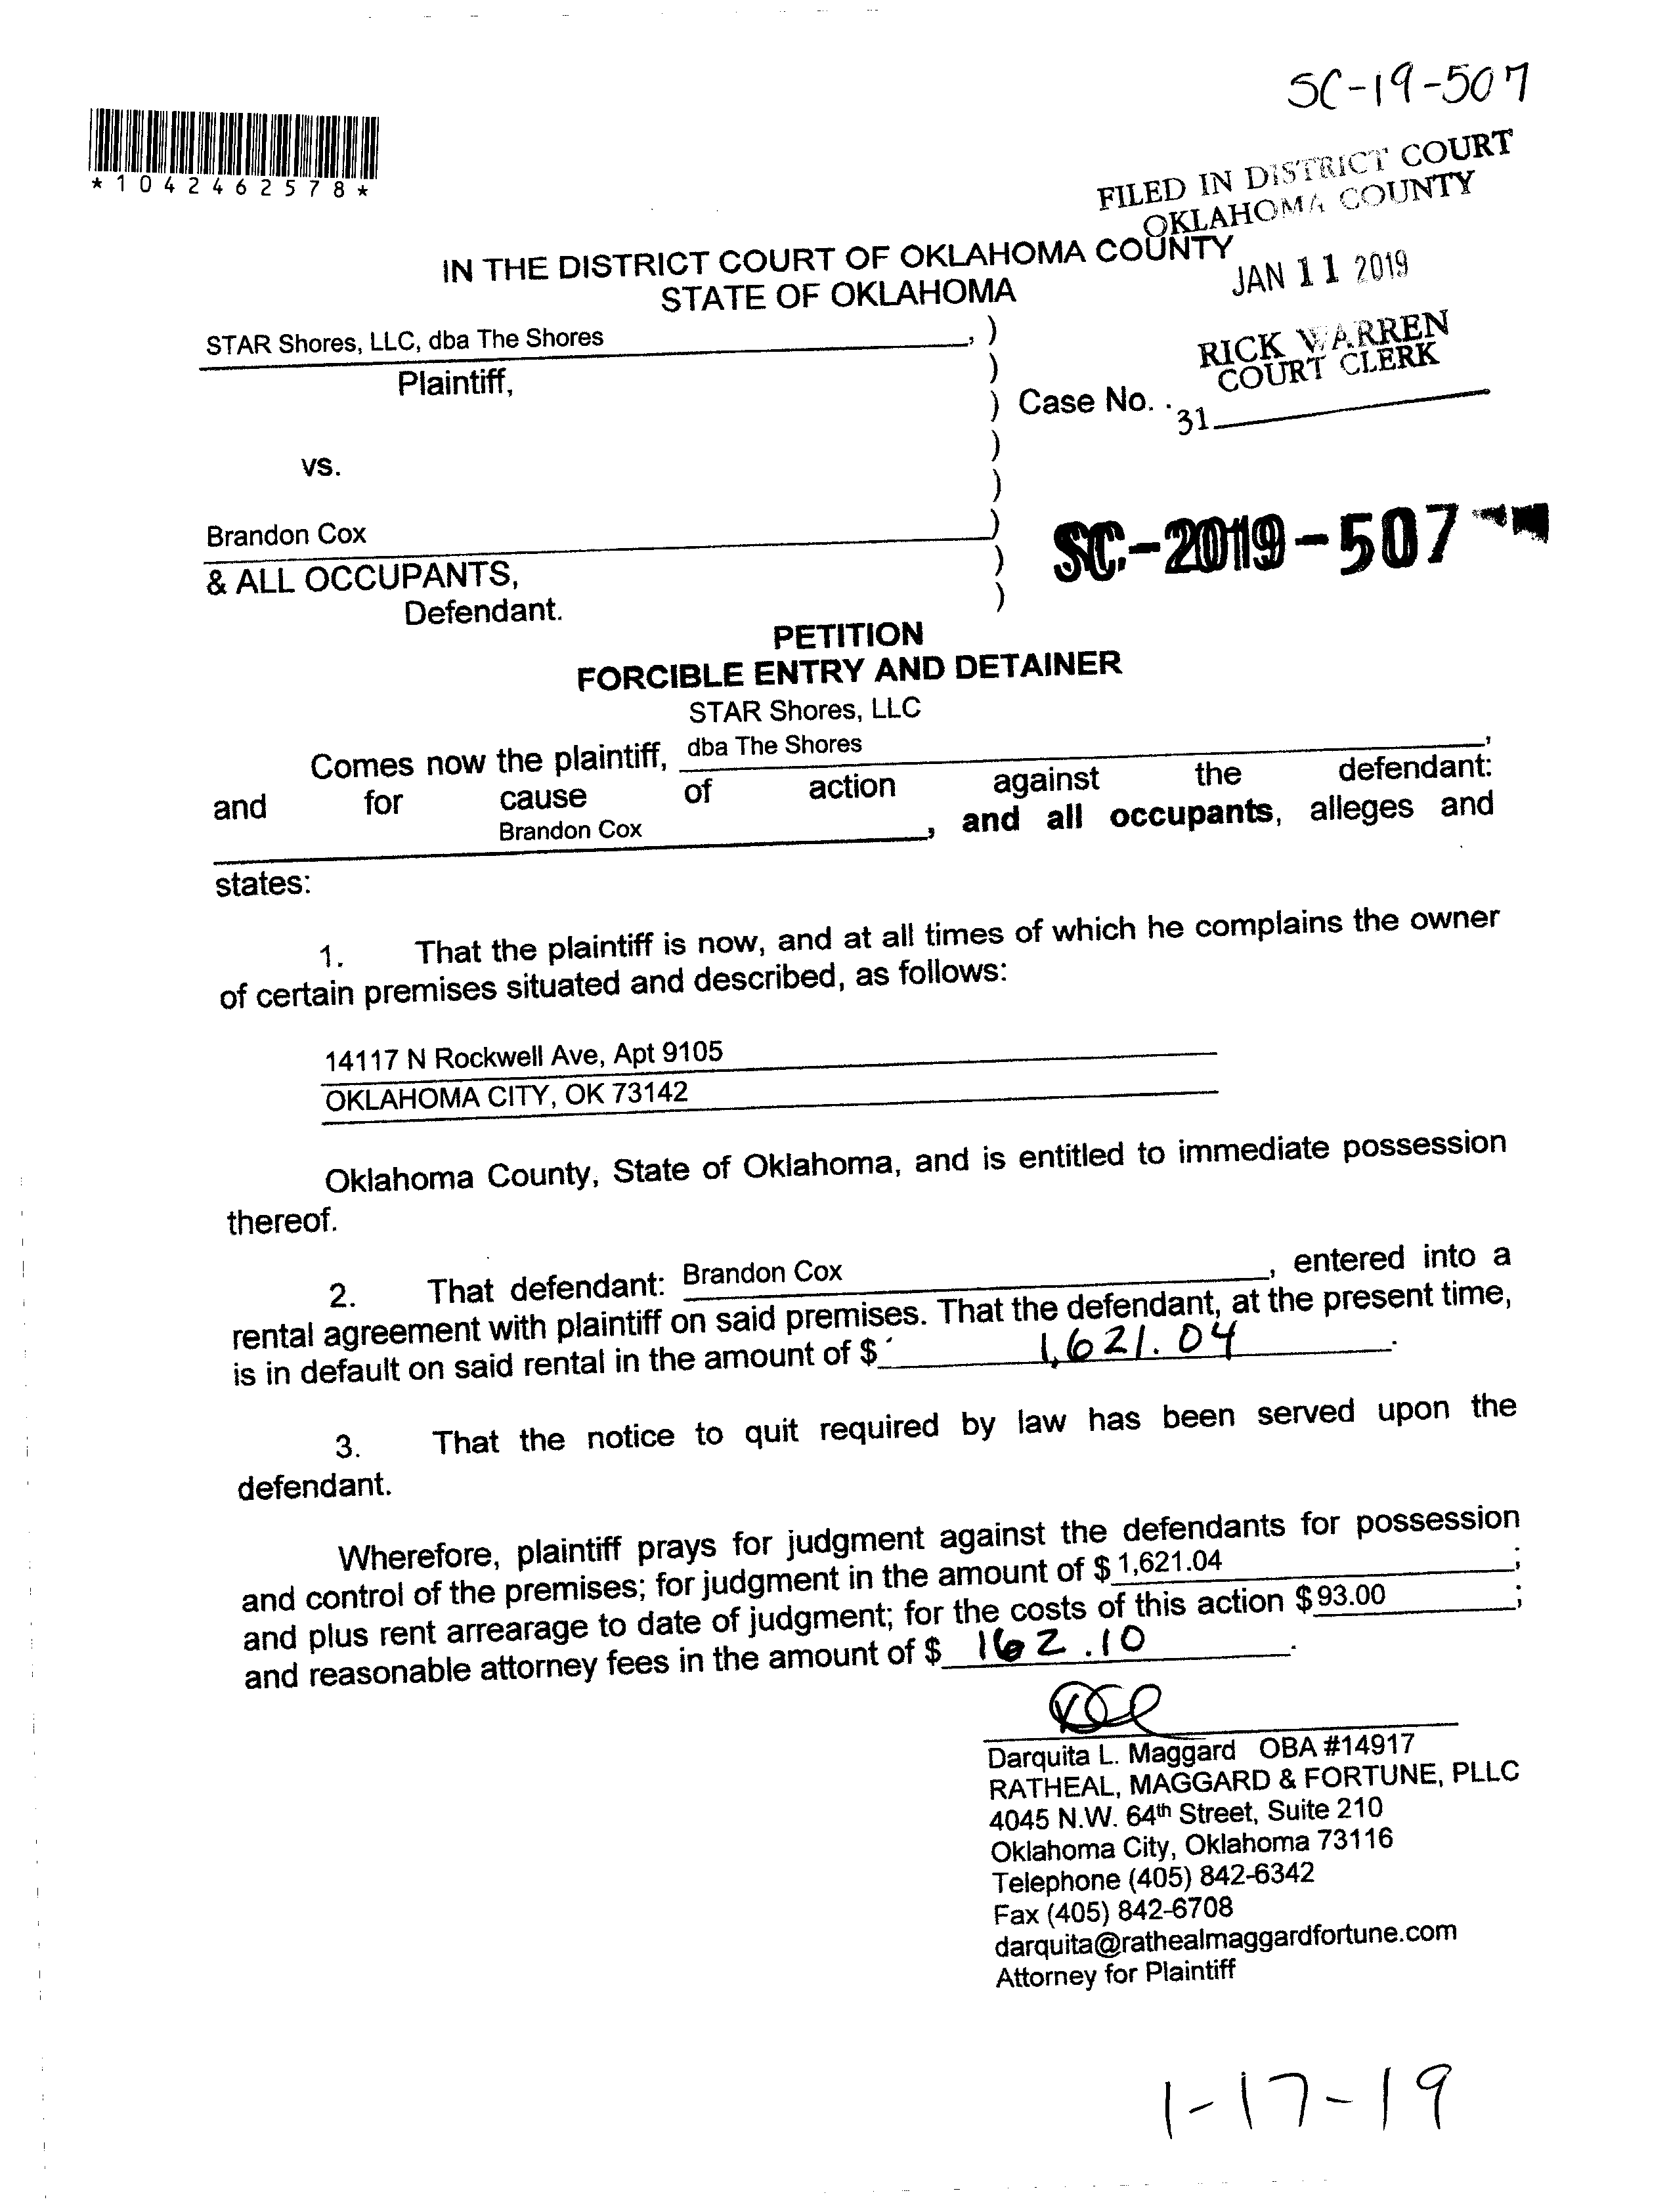 SC-19-507
*1042462578*
FILED IN DISTRICT COURT
OKLAHOMA COUNTY
IN THE DISTRICT COURT OF OKLAHOMA COUNTY
JAN 11 2019
STATE OF OKLAHOMA
STAR Shores, LLC, dba The Shores , )
RICK WARREN
COURT CLERK
Plaintiff, )
) Case No. .
31
)
vs. )
Brandon Cox )
SC-2019-507
& ALL OCCUPANTS, )
Defendant. )
PETITION
FORCIBLE ENTRY AND DETAINER
STAR Shores, LLC
Comes now the plaintiff, dba The Shores ,
and for cause of action against the defendant:
Brandon Cox , and all occupants, alleges and
states:
1. That the plaintiff is now, and at all times of which he complains the owner
of certain premises situated and described, as follows:
14117 N Rockwell Ave, Apt 9105
OKLAHOMA CITY, OK 73142
Oklahoma County, State of Oklahoma, and is entitled to immediate possession
thereof.
2. That defendant: Brandon Cox , entered into a
rental agreement with plaintiff on said premises. That the defendant, at the present time,
is in default on said rental in the amount of $ 1,621.04 .
3. That the notice to quit required by law has been served upon the
defendant.
Wherefore, plaintiff prays for judgment against the defendants for possession
and control of the premises; for judgment in the amount of $ 1,621.04 ;
and plus rent arrearage to date of judgment; for the costs of this action $ 93.00 ;
and reasonable attorney fees in the amount of $ 162.10 .
Darquita L. Maggard OBA #14917
RATHEAL, MAGGARD & FORTUNE, PLLC
4045 N.W. 64th Street, Suite 210
Oklahoma City, Oklahoma 73116
Telephone (405) 842-6342
Fax (405) 842-6708
darquita@rathealmaggardfortune.com
Attorney for Plaintiff
1-17-19